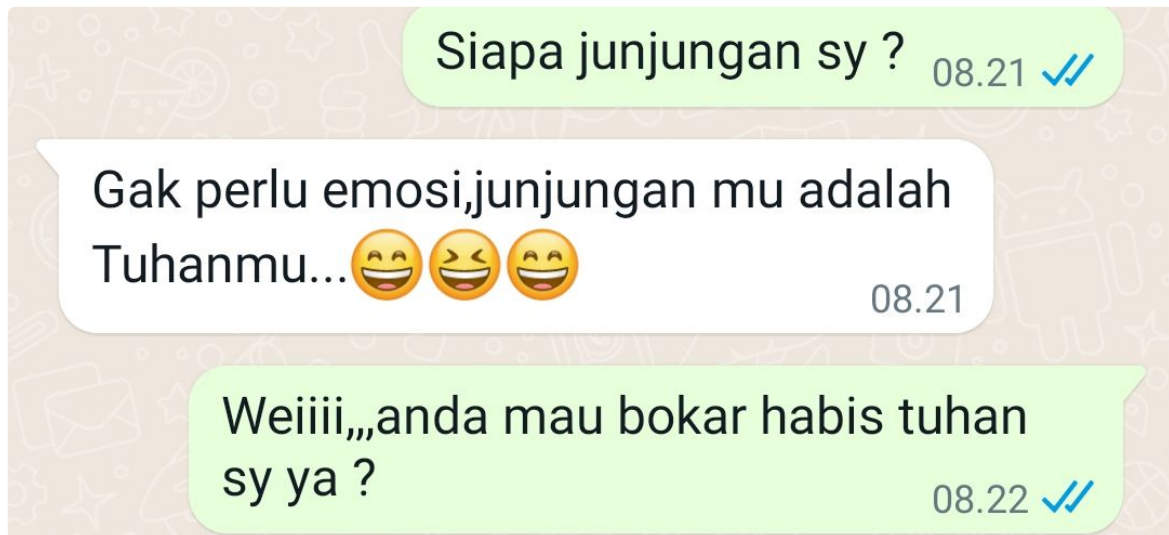 Siapa junjungan sy ?
08.21
Gak perlu emosi,junjungan mu adalah
Tuhanmu...😄😆😄
08.21
Weiiii,,,anda mau bokar habis tuhan
sy ya ?
08.22